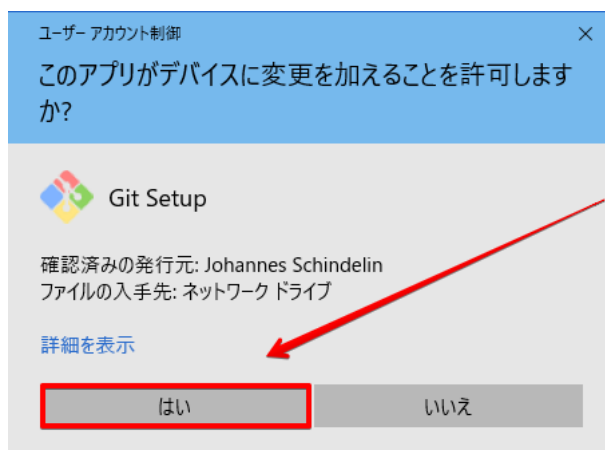 ユーザー アカウント制御
このアプリがデバイスに変更を加えることを許可します
か?
Git Setup
確認済みの発行元: Johannes Schindelin
ファイルの入手先: ネットワーク ドライブ
詳細を表示
はい
いいえ